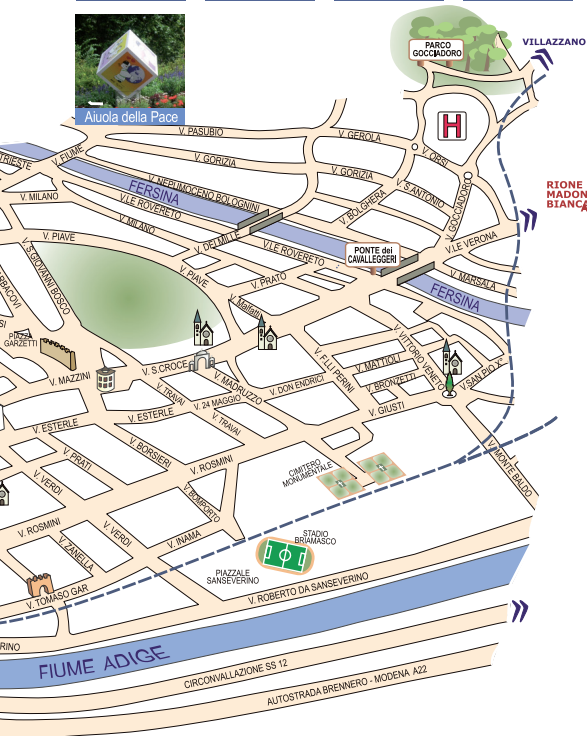 PARCO
GOCCIADORO
VILLAZZANO
Aiuola della Pace
H
V. PASUBIO
V. GEROLA
V. ORSI
TRIESTE
V. FIUME
V. GORIZIA
V. GORIZIA
V. S.ANTONIO
V. GOCCIADORO
RIONE
MADON
BIANCA
V. MILANO
FERSINA
V. NEPUMOCENO BOLOGNINI
V.LE ROVERETO
V. MILANO
V. BOLGHERA
V. PIAVE
V. DEI MILLE
V.LE ROVERETO
PONTE dei
CAVALLEGGERI
V.LE VERONA
V. S.GIOVANNI BOSCO
V. PIAVE
V. PRATO
V. MARSALA
FERSINA
V. Malfatti
PIAZZA
GARZETTI
V. VITTORIO VENETO
V. S.CROCE
V. MADRUZZO
V. F.LLI PERINI
V. MATTIOLI
V. MAZZINI
V. DON ENDRICI
V. BRONZETTI
V. SAN PIO X°
V. TRAVAI
V. 24 MAGGIO
V. ESTERLE
V. ESTERLE
V. TRAVAI
V. GIUSTI
V. BORSIERI
V. PRATI
V. ROSMINI
CIMITERO
MONUMENTALE
V. MONTE BALDO
V. VERDI
V. BOMPORTO
V. ROSMINI
V. VERDI
V. INAMA
STADIO
BRIAMASCO
V. ZANELLA
PIAZZALE
SANSEVERINO
V. TOMASO GAR
V. ROBERTO DA SANSEVERINO
RINO
FIUME ADIGE
CIRCONVALLAZIONE SS 12
AUTOSTRADA BRENNERO - MODENA A22